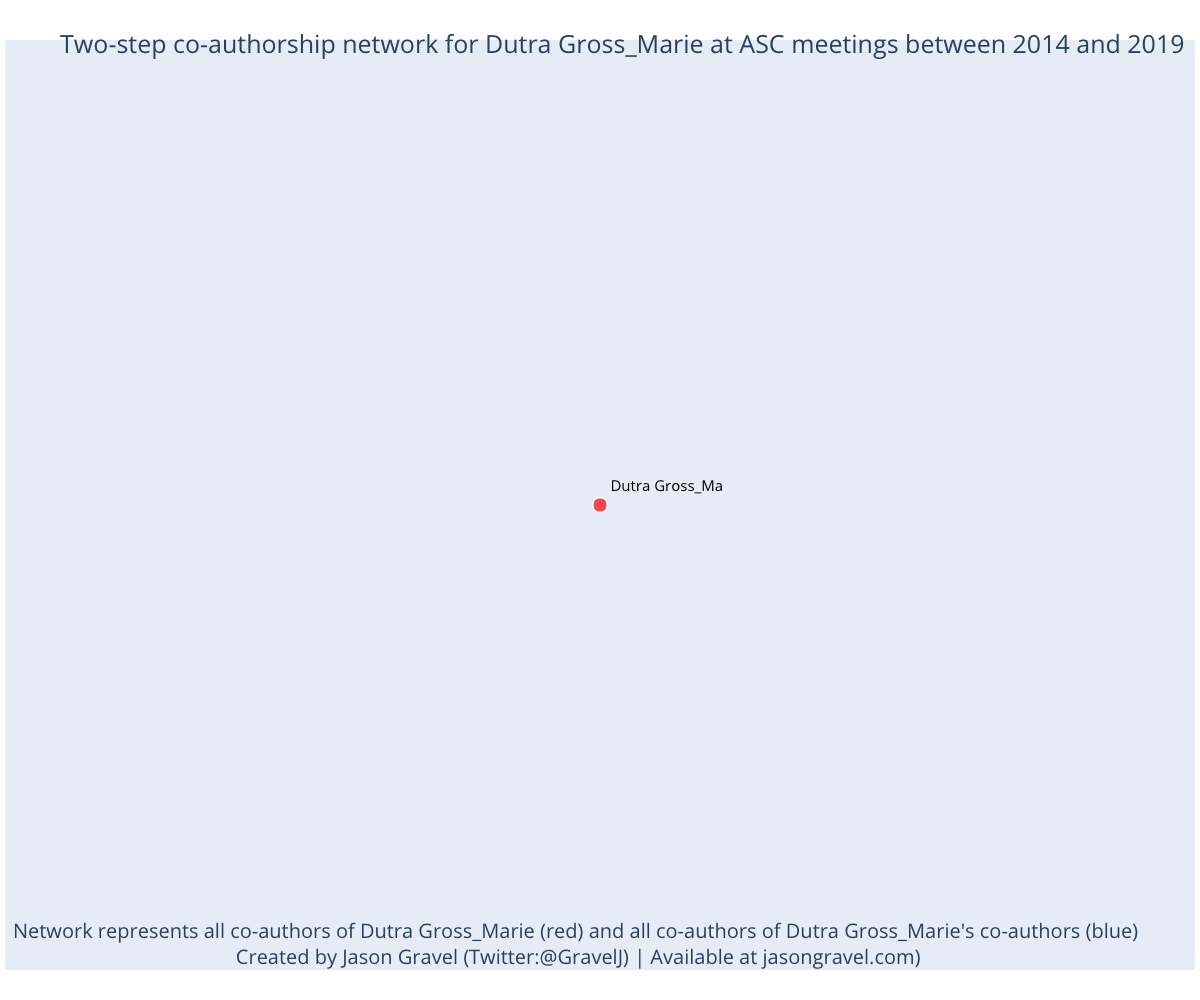 Two-step co-authorship network for Dutra Gross_Marie at ASC meetings between 2014 and 2019
Dutra Gross_Ma
Network represents all co-authors of Dutra Gross_Marie (red) and all co-authors of Dutra Gross_Marie's co-authors (blue)
Created by Jason Gravel (Twitter:@GravelJ) | Available at jasongravel.com)